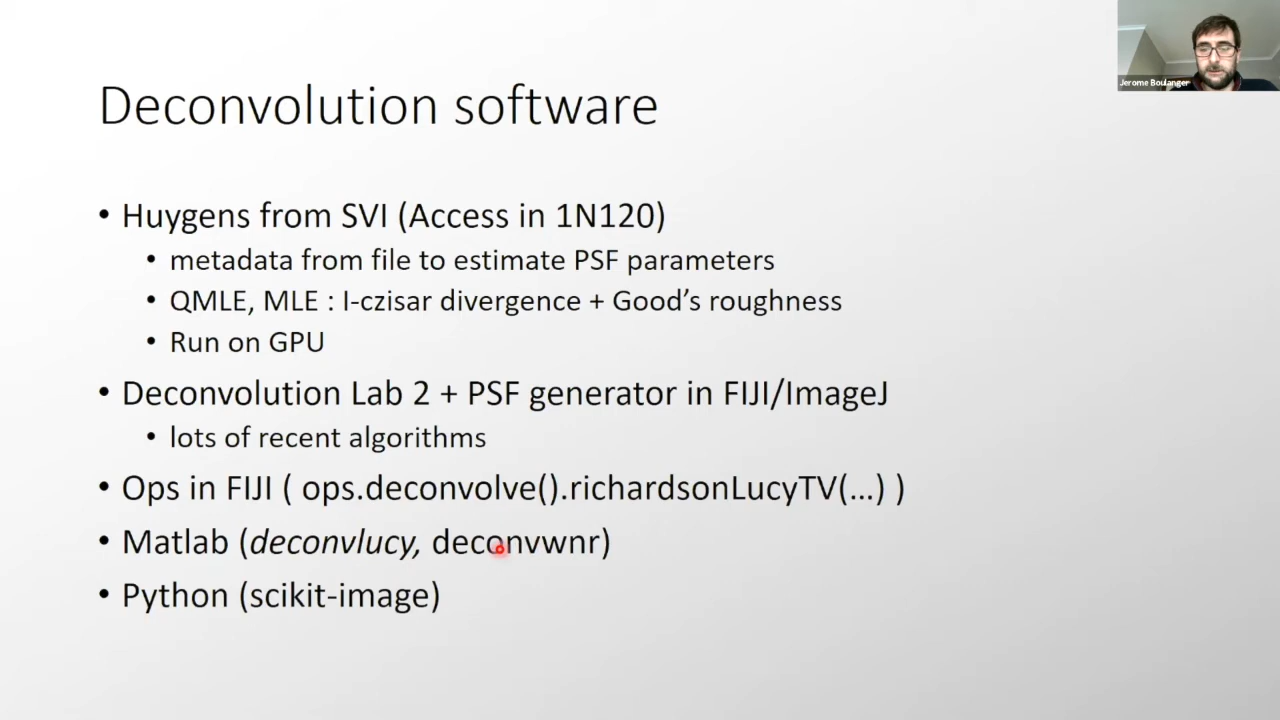 Jerome Boulanger
Deconvolution software
• Huygens from SVI (Access in 1N120)
• metadata from file to estimate PSF parameters
• QMLE, MLE : I-czisar divergence + Good’s roughness
• Run on GPU
• Deconvolution Lab 2 + PSF generator in FIJI/ImageJ
• lots of recent algorithms
• Ops in FIJI ( ops.deconvolve().richardsonLucyTV(…) )
• Matlab (deconvlucy, deconvwnr)
• Python (scikit-image)